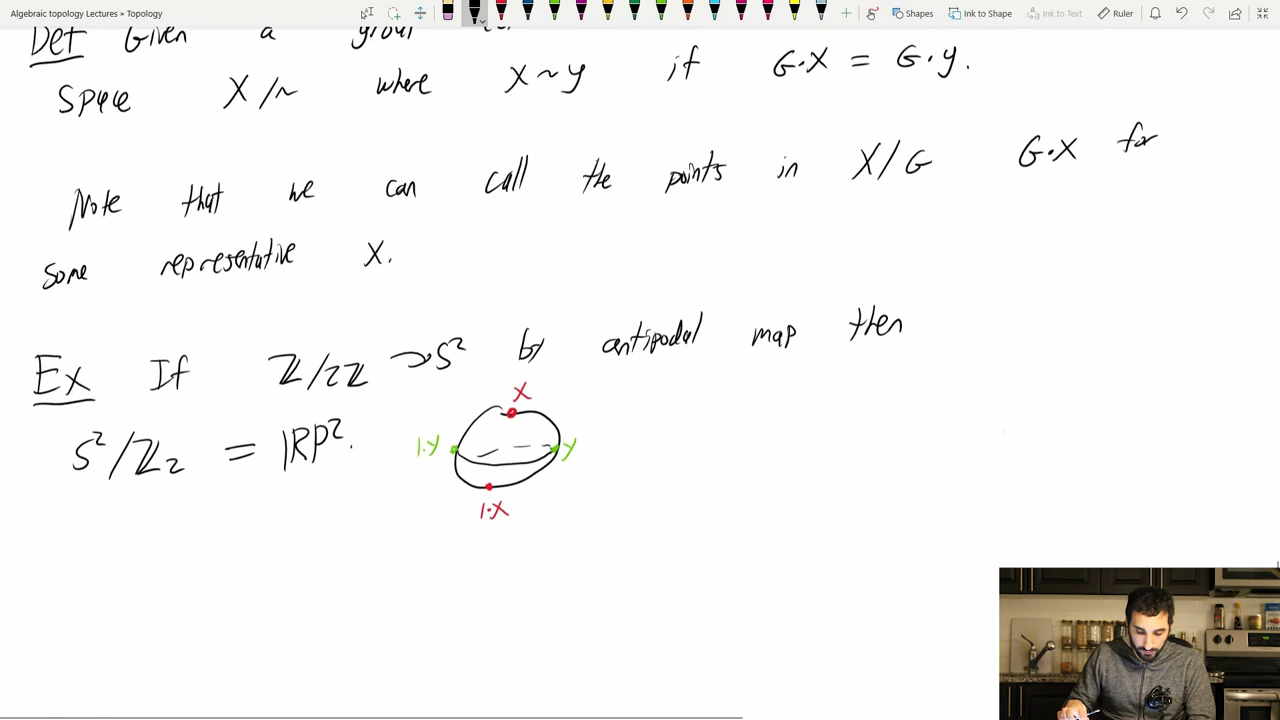 Algebraic topology Lectures » Topology
Shapes Ink to Shape Ink to Text Ruler
Def Given a group
Space X/~ where X~y if G·X = G·y.
Note that we can call the points in X/G G·X for
Some representative X.
Ex If ℤ/2ℤ ↷ S² by antipodal map then
S²/ℤ₂ = ℝP².
X
1·y y
1·X